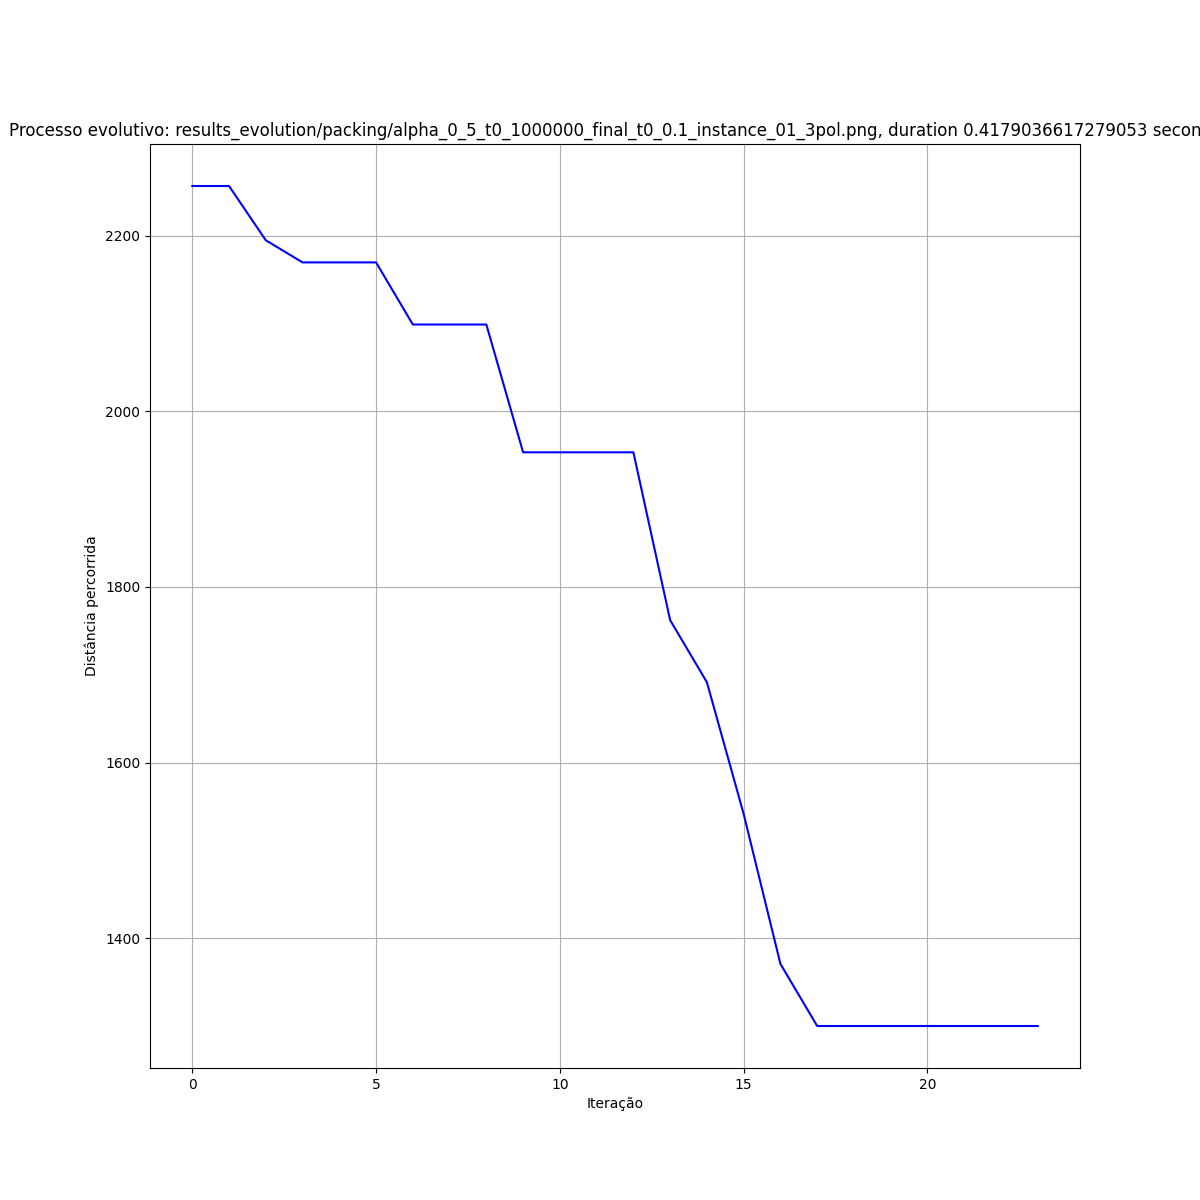 Processo evolutivo: results_evolution/packing/alpha_0_5_t0_1000000_final_t0_0.1_instance_01_3pol.png, duration 0.4179036617279053 secon
2200
2000
1800
1600
1400
Distância percorrida
0 5 10 15 20
Iteração